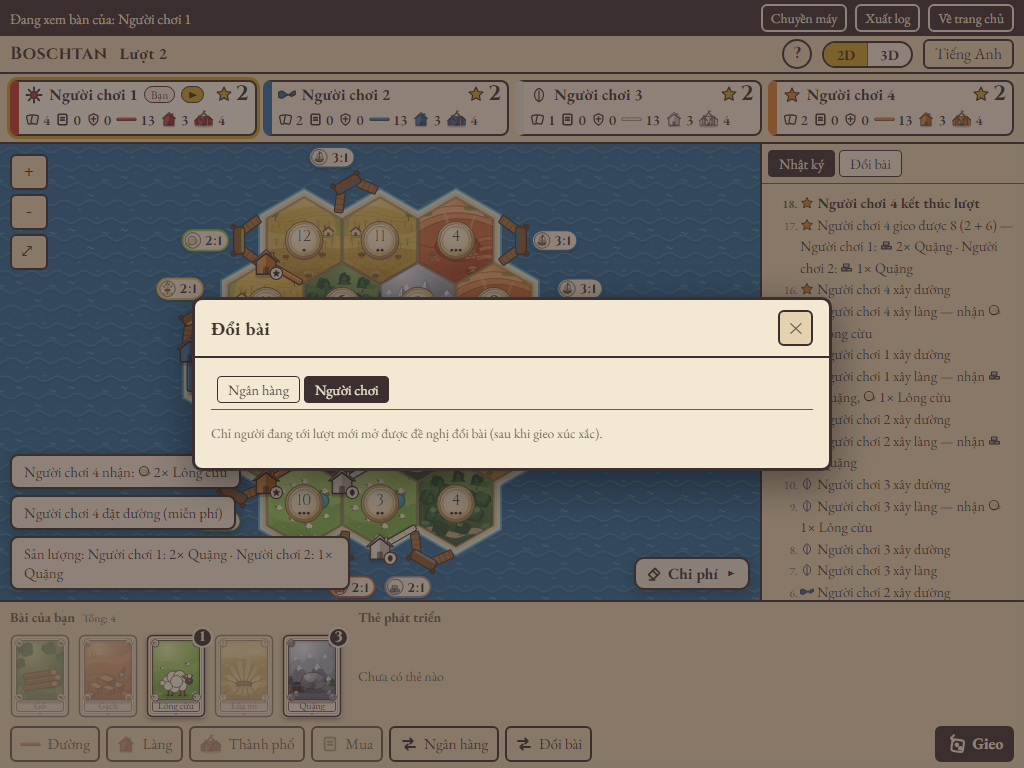 Đang xem bàn của: Người chơi 1
Chuyền máy
Xuất log
Về trang chủ
BOSCHTAN Lượt 2
?
2D 3D
Tiếng Anh
Người chơi 1 Bạn 2
4 0 0 13 3 4
Người chơi 2 2
2 0 0 13 3 4
Người chơi 3 2
1 0 0 13 3 4
Người chơi 4 2
2 0 0 13 3 4
+
-
3:1
2:1
3:1
2:1
3:1
12 11 4
Nhật ký Đổi bài
18. Người chơi 4 kết thúc lượt
17. Người chơi 4 gieo được 8 (2 + 6) —
Người chơi 1: 2× Quặng · Người
chơi 2: 1× Quặng
16. Người chơi 4 xây đường
gười chơi 4 xây làng — nhận
ông cừu
gười chơi 1 xây đường
gười chơi 1 xây làng — nhận
uặng, 1× Lông cừu
gười chơi 2 xây đường
gười chơi 2 xây làng — nhận
uặng
10. Người chơi 3 xây đường
9. Người chơi 3 xây làng — nhận
1× Lông cừu
8. Người chơi 3 xây đường
7. Người chơi 3 xây làng
6. Người chơi 2 xây đường
Đổi bài
Ngân hàng Người chơi
Chỉ người đang tới lượt mới mở được đề nghị đổi bài (sau khi gieo xúc xắc).
Người chơi 4 nhận: 2× Lông cừu
Người chơi 4 đặt đường (miễn phí)
Sản lượng: Người chơi 1: 2× Quặng · Người chơi 2: 1×
Quặng
10 3 4
2:1 2:1
Chi phí
Bài của bạn Tổng: 4
Thẻ phát triển
1 3
Gỗ Gạch Lông cừu Lúa mì Quặng
Chưa có thẻ nào
Đường Làng Thành phố Mua Ngân hàng Đổi bài
Gieo